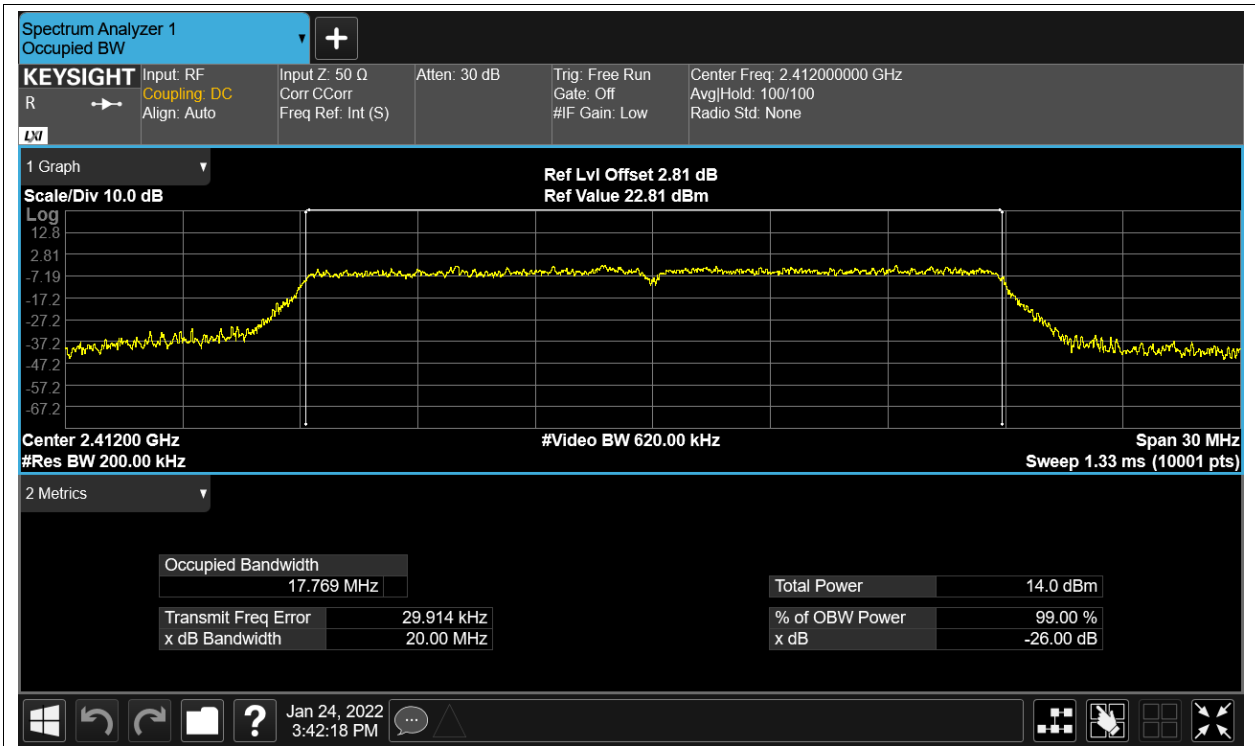 Spectrum Analyzer 1
Occupied BW
+
KEYSIGHT
R
LXI
Input: RF
Coupling: DC
Align: Auto
Input Z: 50 Ω
Corr CCorr
Freq Ref: Int (S)
Atten: 30 dB
Trig: Free Run
Gate: Off
#IF Gain: Low
Center Freq: 2.412000000 GHz
Avg|Hold: 100/100
Radio Std: None
1 Graph
Scale/Div 10.0 dB
Ref Lvl Offset 2.81 dB
Ref Value 22.81 dBm
Log
12.8
2.81
-7.19
-17.2
-27.2
-37.2
-47.2
-57.2
-67.2
Center 2.41200 GHz
#Res BW 200.00 kHz
#Video BW 620.00 kHz
Span 30 MHz
Sweep 1.33 ms (10001 pts)
2 Metrics
Occupied Bandwidth
17.769 MHz
Transmit Freq Error 29.914 kHz
x dB Bandwidth 20.00 MHz
Total Power 14.0 dBm
% of OBW Power 99.00 %
x dB -26.00 dB
?
Jan 24, 2022
3:42:18 PM